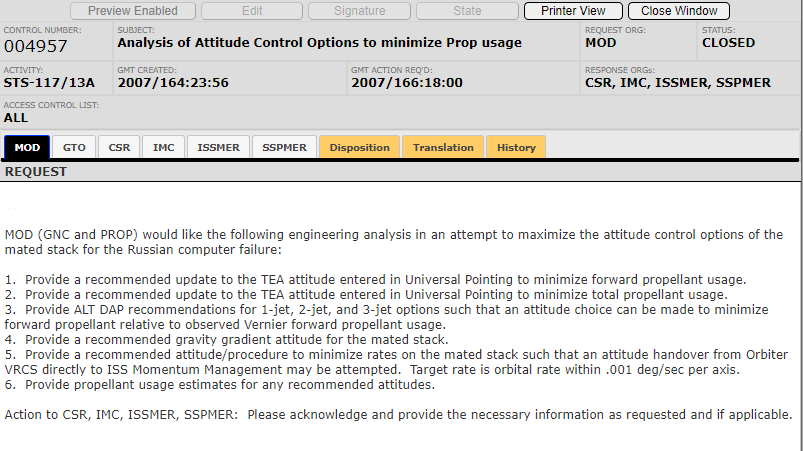 Preview Enabled Edit Signature State Printer View Close Window
CONTROL NUMBER: SUBJECT: REQUEST ORG: STATUS:
004957 Analysis of Attitude Control Options to minimize Prop usage MOD CLOSED
ACTIVITY: GMT CREATED: GMT ACTION REQ'D: RESPONSE ORGs:
STS-117/13A 2007/164:23:56 2007/166:18:00 CSR, IMC, ISSMER, SSPMER
ACCESS CONTROL LIST:
ALL
MOD GTO CSR IMC ISSMER SSPMER Disposition Translation History
REQUEST
MOD (GNC and PROP) would like the following engineering analysis in an attempt to maximize the attitude control options of the
mated stack for the Russian computer failure:
1. Provide a recommended update to the TEA attitude entered in Universal Pointing to minimize forward propellant usage.
2. Provide a recommended update to the TEA attitude entered in Universal Pointing to minimize total propellant usage.
3. Provide ALT DAP recommendations for 1-jet, 2-jet, and 3-jet options such that an attitude choice can be made to minimize
forward propellant relative to observed Vernier forward propellant usage.
4. Provide a recommended gravity gradient attitude for the mated stack.
5. Provide a recommended attitude/procedure to minimize rates on the mated stack such that an attitude handover from Orbiter
VRCS directly to ISS Momentum Management may be attempted. Target rate is orbital rate within .001 deg/sec per axis.
6. Provide propellant usage estimates for any recommended attitudes.
Action to CSR, IMC, ISSMER, SSPMER: Please acknowledge and provide the necessary information as requested and if applicable.